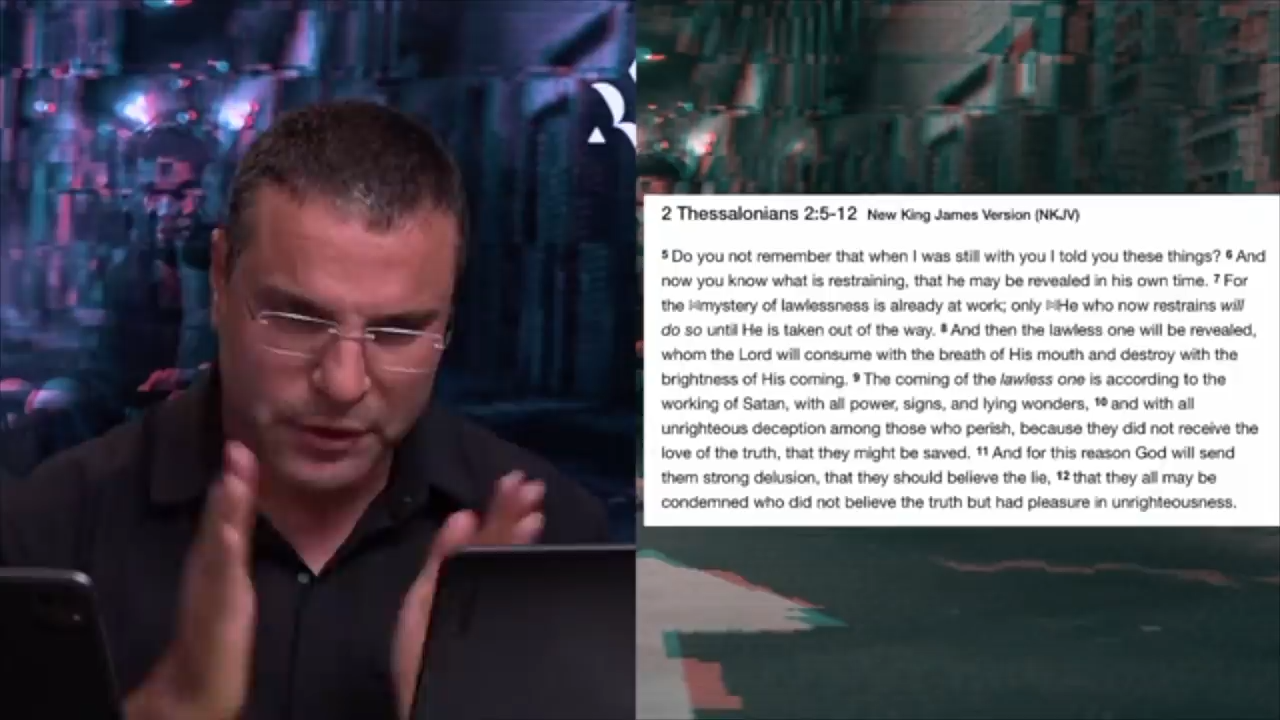 2 Thessalonians 2:5-12 New King James Version (NKJV)
5 Do you not remember that when I was still with you I told you these things? 6 And
now you know what is restraining, that he may be revealed in his own time. 7 For
the mystery of lawlessness is already at work; only He who now restrains will
do so until He is taken out of the way. 8 And then the lawless one will be revealed,
whom the Lord will consume with the breath of His mouth and destroy with the
brightness of His coming. 9 The coming of the lawless one is according to the
working of Satan, with all power, signs, and lying wonders, 10 and with all
unrighteous deception among those who perish, because they did not receive the
love of the truth, that they might be saved. 11 And for this reason God will send
them strong delusion, that they should believe the lie, 12 that they all may be
condemned who did not believe the truth but had pleasure in unrighteousness.